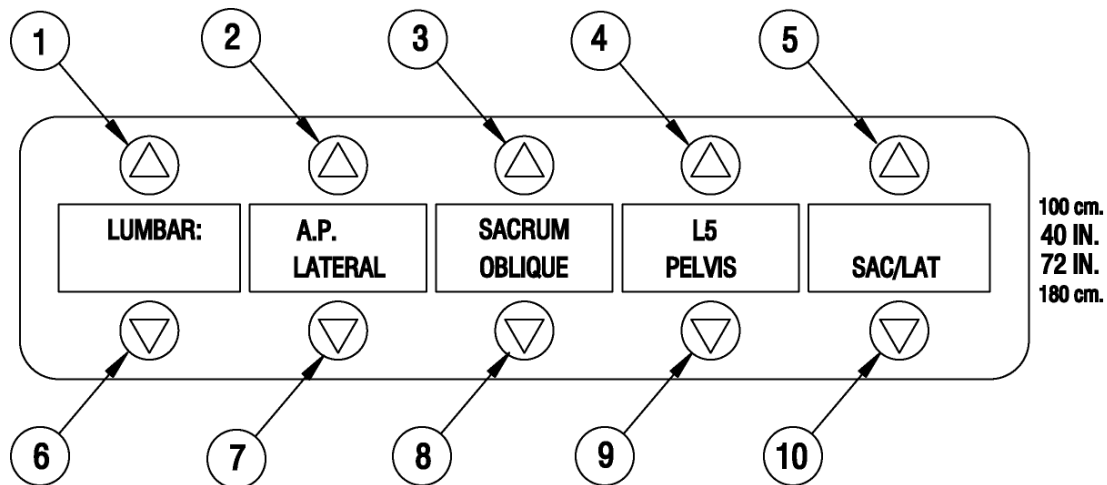 1 2 3 4 5
LUMBAR: A.P. SACRUM L5
LATERAL OBLIQUE PELVIS SAC/LAT
100 cm.
40 IN.
72 IN.
180 cm.
6 7 8 9 10